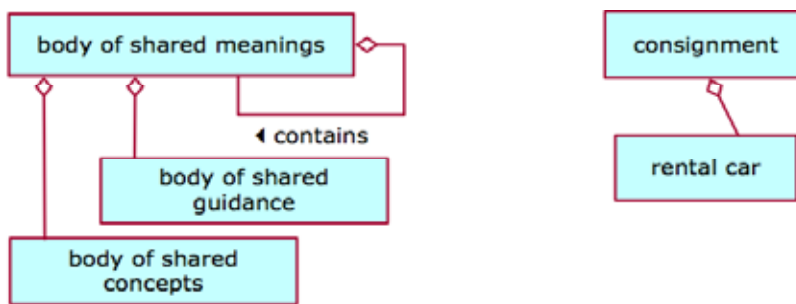 body of shared meanings
consignment
contains
body of shared
guidance
rental car
body of shared
concepts